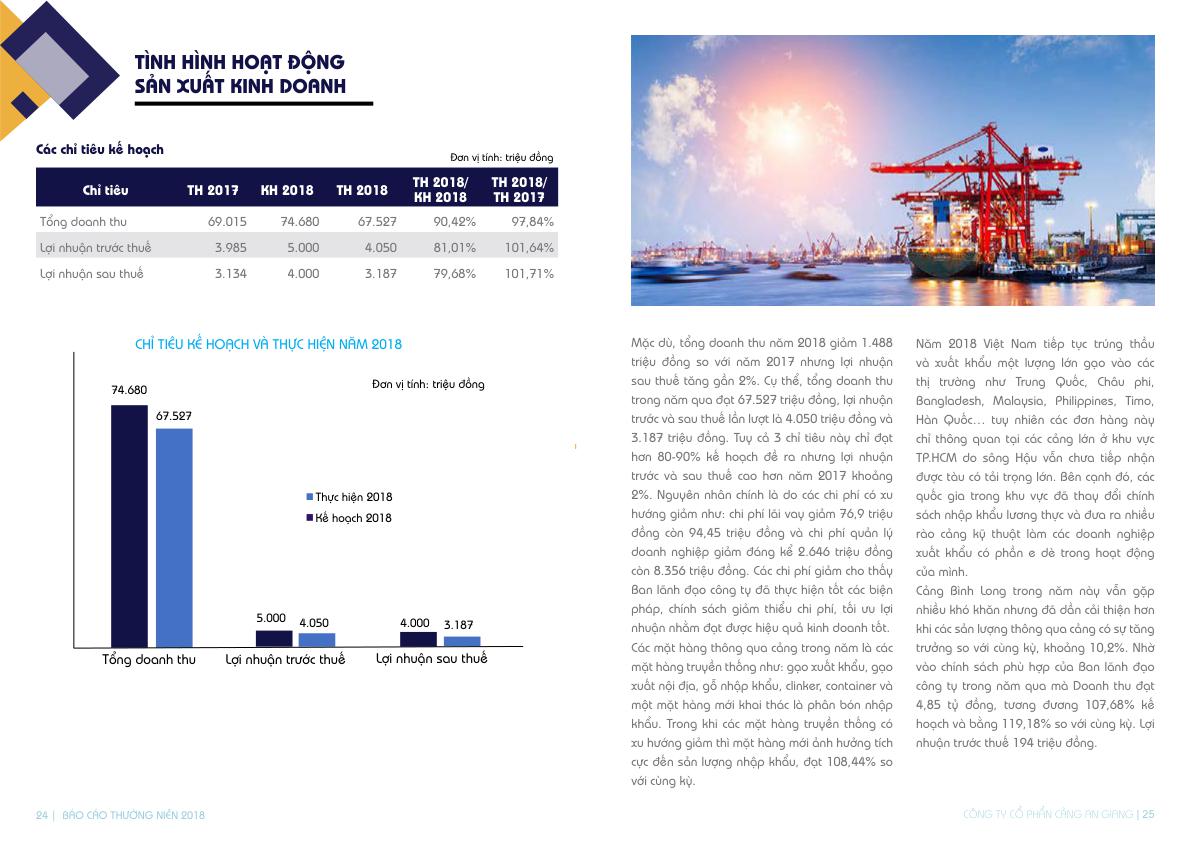 TÌNH HÌNH HOẠT ĐỘNG
SẢN XUẤT KINH DOANH
Các chỉ tiêu kế hoạch
Đơn vị tính: triệu đồng
Chỉ tiêu TH 2017 KH 2018 TH 2018 TH 2018/ KH 2018 TH 2018/ TH 2017
Tổng doanh thu 69.015 74.680 67.527 90,42% 97,84%
Lợi nhuận trước thuế 3.985 5.000 4.050 81,01% 101,64%
Lợi nhuận sau thuế 3.134 4.000 3.187 79,68% 101,71%
CHỈ TIÊU KẾ HOẠCH VÀ THỰC HIỆN NĂM 2018
Đơn vị tính: triệu đồng
74.680
67.527
Thực hiện 2018
Kế hoạch 2018
5.000
4.050
4.000
3.187
Tổng doanh thu
Lợi nhuận trước thuế
Lợi nhuận sau thuế
24 | BÁO CÁO THƯỜNG NIÊN 2018
Mặc dù, tổng doanh thu năm 2018 giảm 1.488
triệu đồng so với năm 2017 nhưng lợi nhuận
sau thuế tăng gần 2%. Cụ thể, tổng doanh thu
trong năm qua đạt 67.527 triệu đồng, lợi nhuận
trước và sau thuế lần lượt là 4.050 triệu đồng và
3.187 triệu đồng. Tuy cả 3 chỉ tiêu này chỉ đạt
hơn 80-90% kế hoạch đề ra nhưng lợi nhuận
trước và sau thuế cao hơn năm 2017 khoảng
2%. Nguyên nhân chính là do các chi phí có xu
hướng giảm như: chi phí lãi vay giảm 76,9 triệu
đồng còn 94,45 triệu đồng và chi phí quản lý
doanh nghiệp giảm đáng kể 2.646 triệu đồng
còn 8.356 triệu đồng. Các chi phí giảm cho thấy
Ban lãnh đạo công ty đã thực hiện tốt các biện
pháp, chính sách giảm thiểu chi phí, tối ưu lợi
nhuận nhằm đạt được hiệu quả kinh doanh tốt.
Các mặt hàng thông qua cảng trong năm là các
mặt hàng truyền thống như: gạo xuất khẩu, gạo
xuất nội địa, gỗ nhập khẩu, clinker, container và
một mặt hàng mới khai thác là phân bón nhập
khẩu. Trong khi các mặt hàng truyền thống có
xu hướng giảm thì mặt hàng mới ảnh hưởng tích
cực đến sản lượng nhập khẩu, đạt 108,44% so
với cùng kỳ.
Năm 2018 Việt Nam tiếp tục trúng thầu
và xuất khẩu một lượng lớn gạo vào các
thị trường như Trung Quốc, Châu phi,
Bangladesh, Malaysia, Philippines, Timo,
Hàn Quốc… tuy nhiên các đơn hàng này
chỉ thông quan tại các cảng lớn ở khu vực
TP.HCM do sông Hậu vẫn chưa tiếp nhận
được tàu có tải trọng lớn. Bên cạnh đó, các
quốc gia trong khu vực đã thay đổi chính
sách nhập khẩu lương thực và đưa ra nhiều
rào cảng kỹ thuật làm các doanh nghiệp
xuất khẩu có phần e dè trong hoạt động
của mình.
Cảng Bình Long trong năm này vẫn gặp
nhiều khó khăn nhưng đã dần cải thiện hơn
khi các sản lượng thông qua cảng có sự tăng
trưởng so với cùng kỳ, khoảng 10,2%. Nhờ
vào chính sách phù hợp của Ban lãnh đạo
công ty trong năm qua mà Doanh thu đạt
4,85 tỷ đồng, tương đương 107,68% kế
hoạch và bằng 119,18% so với cùng kỳ. Lợi
nhuận trước thuế 194 triệu đồng.
CÔNG TY CỔ PHẦN CẢNG AN GIANG | 25